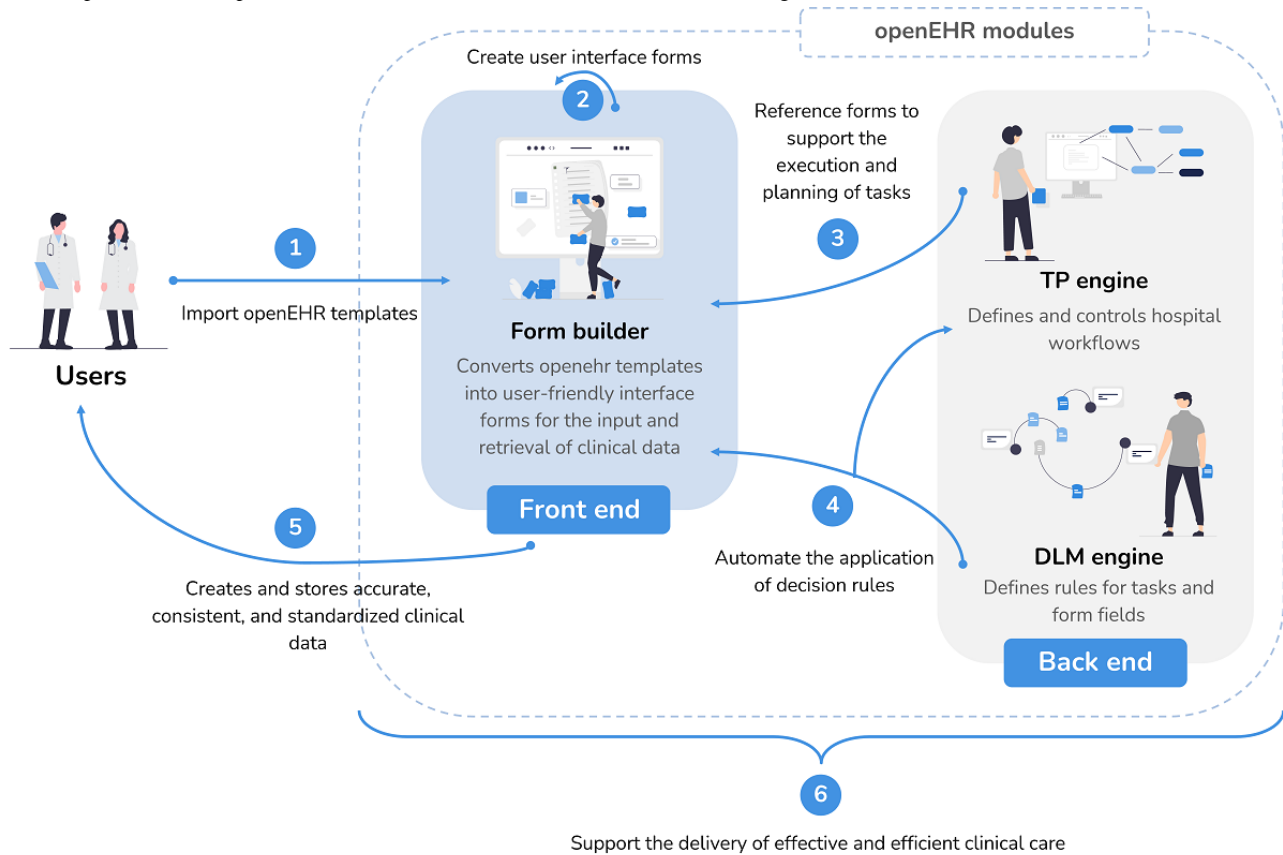 openEHR modules
Create user interface forms
2
Reference forms to
support the
execution and
planning of tasks
3
1
Import openEHR templates
Users
Form builder
Converts openehr templates
into user-friendly interface
forms for the input and
retrieval of clinical data
Front end
TP engine
Defines and controls hospital
workflows
4
Automate the application
of decision rules
DLM engine
Defines rules for tasks and
form fields
Back end
5
Creates and stores accurate,
consistent, and standardized clinical
data
6
Support the delivery of effective and efficient clinical care